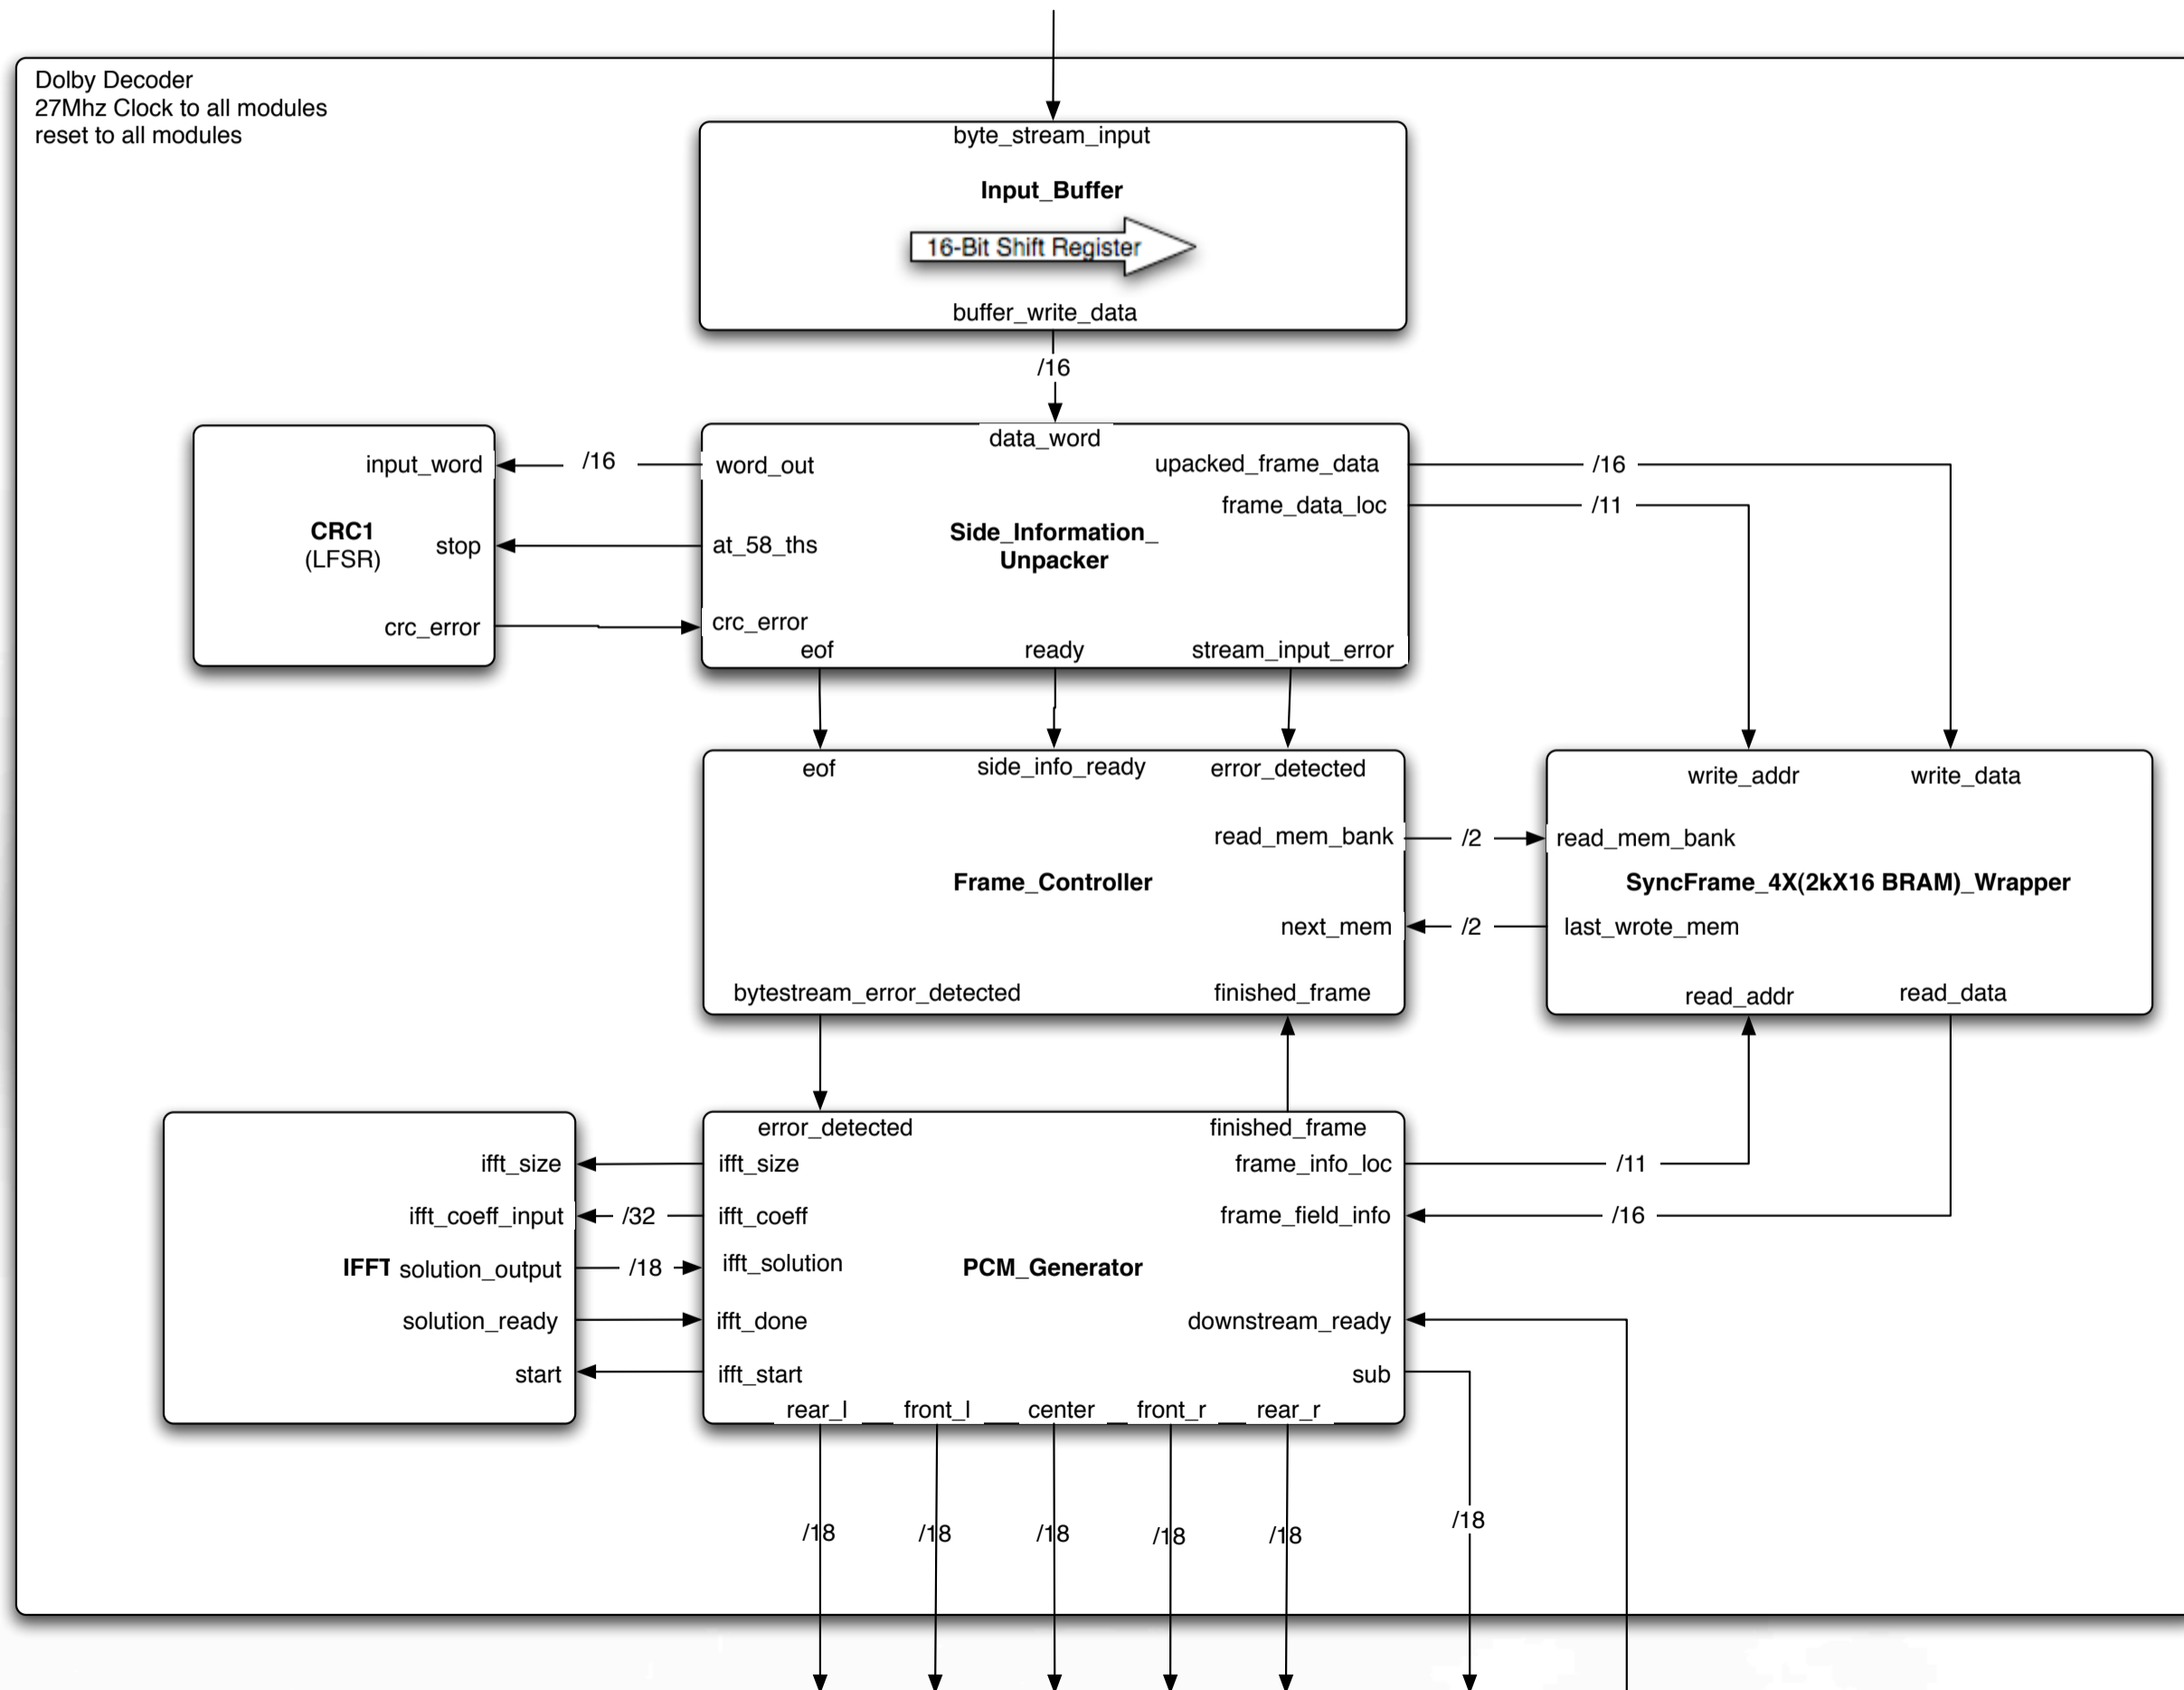 Dolby Decoder
27Mhz Clock to all modules
reset to all modules
byte_stream_input
Input_Buffer
16-Bit Shift Register
buffer_write_data
/16
data_word
input_word
/16
word_out
upacked_frame_data
/16
frame_data_loc
/11
CRC1
(LFSR)
stop
at_58_ths
Side_Information_
Unpacker
crc_error
crc_error
eof
ready
stream_input_error
eof
side_info_ready
error_detected
write_addr
write_data
read_mem_bank
/2
read_mem_bank
Frame_Controller
SyncFrame_4X(2kX16 BRAM)_Wrapper
next_mem
/2
last_wrote_mem
bytestream_error_detected
finished_frame
read_addr
read_data
error_detected
finished_frame
ifft_size
ifft_size
frame_info_loc
/11
ifft_coeff_input
/32
ifft_coeff
frame_field_info
/16
IFFT
solution_output
/18
ifft_solution
PCM_Generator
solution_ready
ifft_done
downstream_ready
start
ifft_start
sub
rear_l
front_l
center
front_r
rear_r
/18
/18
/18
/18
/18
/18